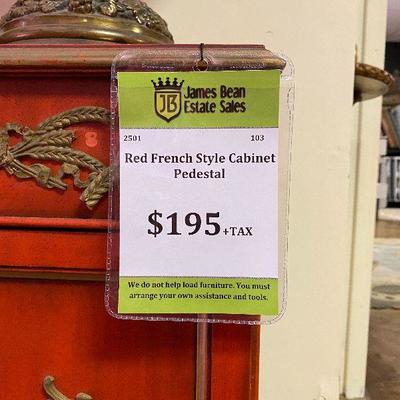 JB
James Bean
Estate Sales
2501 103
Red French Style Cabinet
Pedestal
$195 +TAX
We do not help load furniture. You must
arrange your own assistance and tools.
8